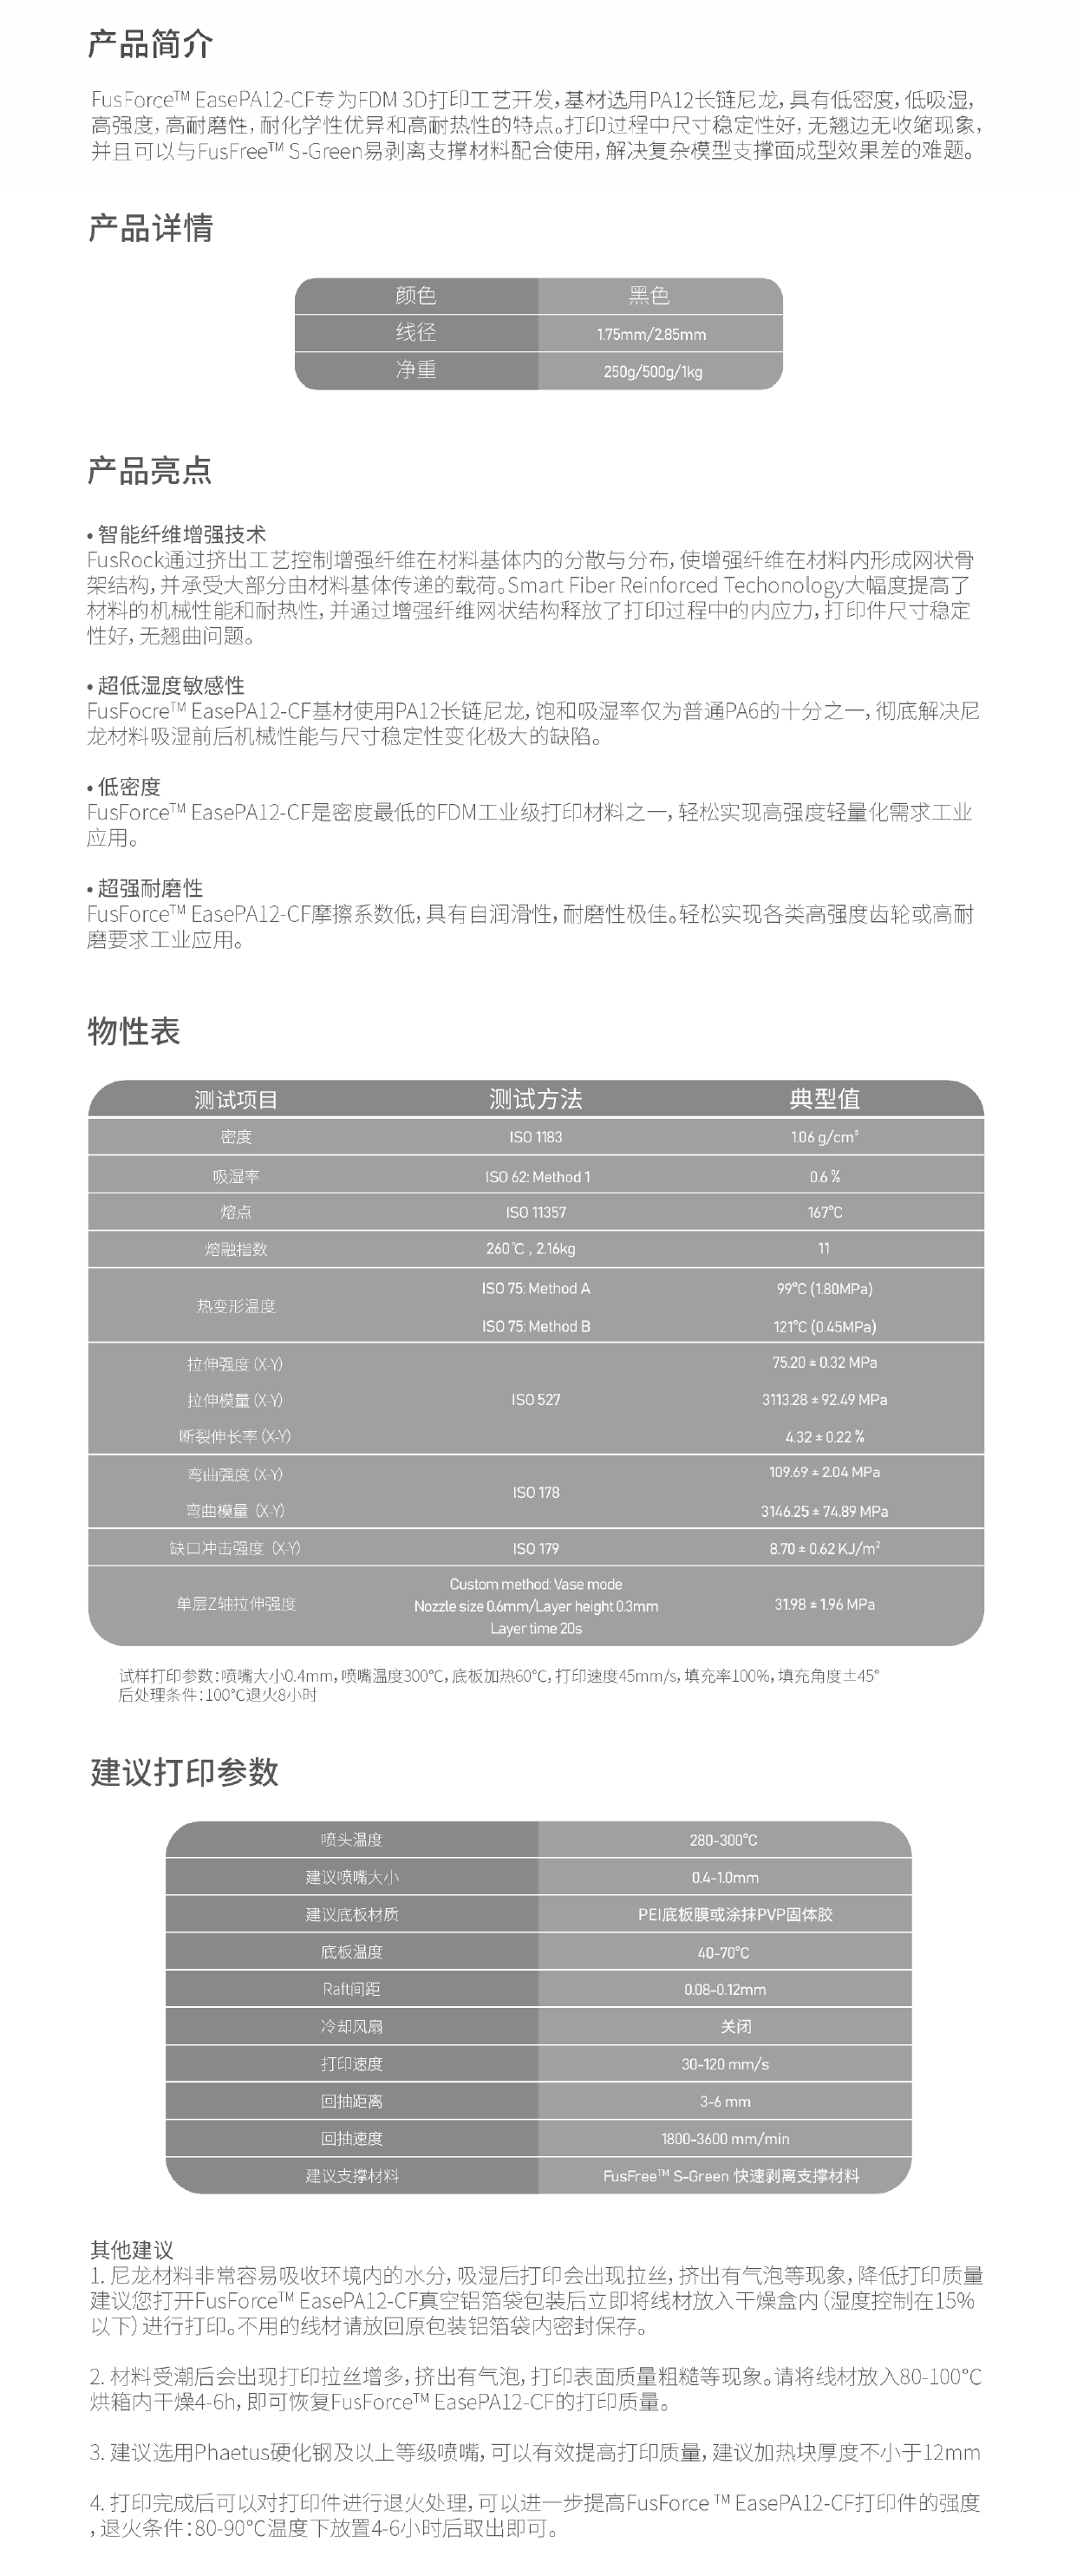 产品简介
FusForce™ EasePA12-CF专为FDM 3D打印工艺开发，基材选用PA12长链尼龙，具有低密度，低吸湿，
高强度，高耐磨性，耐化学性优异和高耐热性的特点。打印过程中尺寸稳定性好，无翘边无收缩现象，
并且可以与FusFree™ S-Green易剥离支撑材料配合使用，解决复杂模型支撑面成型效果差的难题。
产品详情
颜色 黑色
线径 1.75mm/2.85mm
净重 250g/500g/1kg
产品亮点
• 智能纤维增强技术
FusRock通过挤出工艺控制增强纤维在材料基体内的分散与分布，使增强纤维在材料内形成网状骨
架结构，并承受大部分由材料基体传递的载荷。Smart Fiber Reinforced Techonology大幅度提高了
材料的机械性能和耐热性，并通过增强纤维网状结构释放了打印过程中的内应力，打印件尺寸稳定
性好，无翘曲问题。
• 超低湿度敏感性
FusFocre™ EasePA12-CF基材使用PA12长链尼龙，饱和吸湿率仅为普通PA6的十分之一，彻底解决尼
龙材料吸湿前后机械性能与尺寸稳定性变化极大的缺陷。
• 低密度
FusForce™ EasePA12-CF是密度最低的FDM工业级打印材料之一，轻松实现高强度轻量化需求工业
应用。
• 超强耐磨性
FusForce™ EasePA12-CF摩擦系数低，具有自润滑性，耐磨性极佳。轻松实现各类高强度齿轮或高耐
磨要求工业应用。
物性表
测试项目 测试方法 典型值
密度 ISO 1183 1.06 g/cm³
吸湿率 ISO 62: Method 1 0.6 %
熔点 ISO 11357 167°C
熔融指数 260℃ , 2.16kg 11
热变形温度
ISO 75: Method A 99°C (1.80MPa)
ISO 75: Method B 121°C (0.45MPa)
拉伸强度 (X-Y) 75.20 ± 0.32 MPa
拉伸模量 (X-Y) ISO 527 3113.28 ± 92.49 MPa
断裂伸长率 (X-Y) 4.32 ± 0.22 %
弯曲强度 (X-Y) 109.69 ± 2.04 MPa
ISO 178
弯曲模量 (X-Y) 3146.25 ± 74.89 MPa
缺口冲击强度 (X-Y) ISO 179 8.70 ± 0.62 KJ/m²
单层Z轴拉伸强度
Custom method: Vase mode
Nozzle size 0.6mm/Layer height 0.3mm
Layer time 20s
31.98 ± 1.96 MPa
试样打印参数：喷嘴大小0.4mm，喷嘴温度300°C，底板加热60°C，打印速度45mm/s，填充率100%，填充角度±45°
后处理条件：100°C退火8小时
建议打印参数
喷头温度 280-300°C
建议喷嘴大小 0.4-1.0mm
建议底板材质 PEI底板膜或涂抹PVP固体胶
底板温度 40-70°C
Raft间距 0.08-0.12mm
冷却风扇 关闭
打印速度 30-120 mm/s
回抽距离 3-6 mm
回抽速度 1800-3600 mm/min
建议支撑材料 FusFree™ S-Green 快速剥离支撑材料
其他建议
1. 尼龙材料非常容易吸收环境内的水分，吸湿后打印会出现拉丝，挤出有气泡等现象，降低打印质量
建议您打开FusForce™ EasePA12-CF真空铝箔袋包装后立即将线材放入干燥盒内（湿度控制在15%
以下）进行打印。不用的线材请放回原包装铝箔袋内密封保存。
2. 材料受潮后会出现打印拉丝增多，挤出有气泡，打印表面质量粗糙等现象。请将线材放入80-100°C
烘箱内干燥4-6h，即可恢复FusForce™ EasePA12-CF的打印质量。
3. 建议选用Phaetus硬化钢及以上等级喷嘴，可以有效提高打印质量，建议加热块厚度不小于12mm
4. 打印完成后可以对打印件进行退火处理，可以进一步提高FusForce ™ EasePA12-CF打印件的强度
，退火条件：80-90°C温度下放置4-6小时后取出即可。